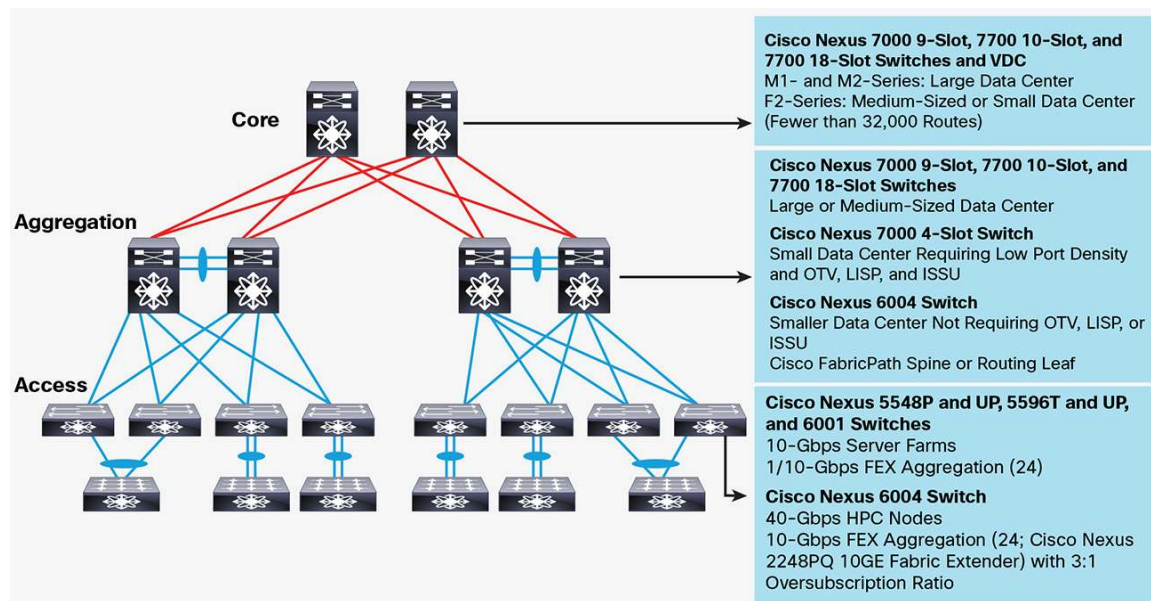 Core
Aggregation
Access
Cisco Nexus 7000 9-Slot, 7700 10-Slot, and
7700 18-Slot Switches and VDC
M1- and M2-Series: Large Data Center
F2-Series: Medium-Sized or Small Data Center
(Fewer than 32,000 Routes)
Cisco Nexus 7000 9-Slot, 7700 10-Slot, and
7700 18-Slot Switches
Large or Medium-Sized Data Center
Cisco Nexus 7000 4-Slot Switch
Small Data Center Requiring Low Port Density
and OTV, LISP, and ISSU
Cisco Nexus 6004 Switch
Smaller Data Center Not Requiring OTV, LISP, or
ISSU
Cisco FabricPath Spine or Routing Leaf
Cisco Nexus 5548P and UP, 5596T and UP,
and 6001 Switches
10-Gbps Server Farms
1/10-Gbps FEX Aggregation (24)
Cisco Nexus 6004 Switch
40-Gbps HPC Nodes
10-Gbps FEX Aggregation (24; Cisco Nexus
2248PQ 10GE Fabric Extender) with 3:1
Oversubscription Ratio